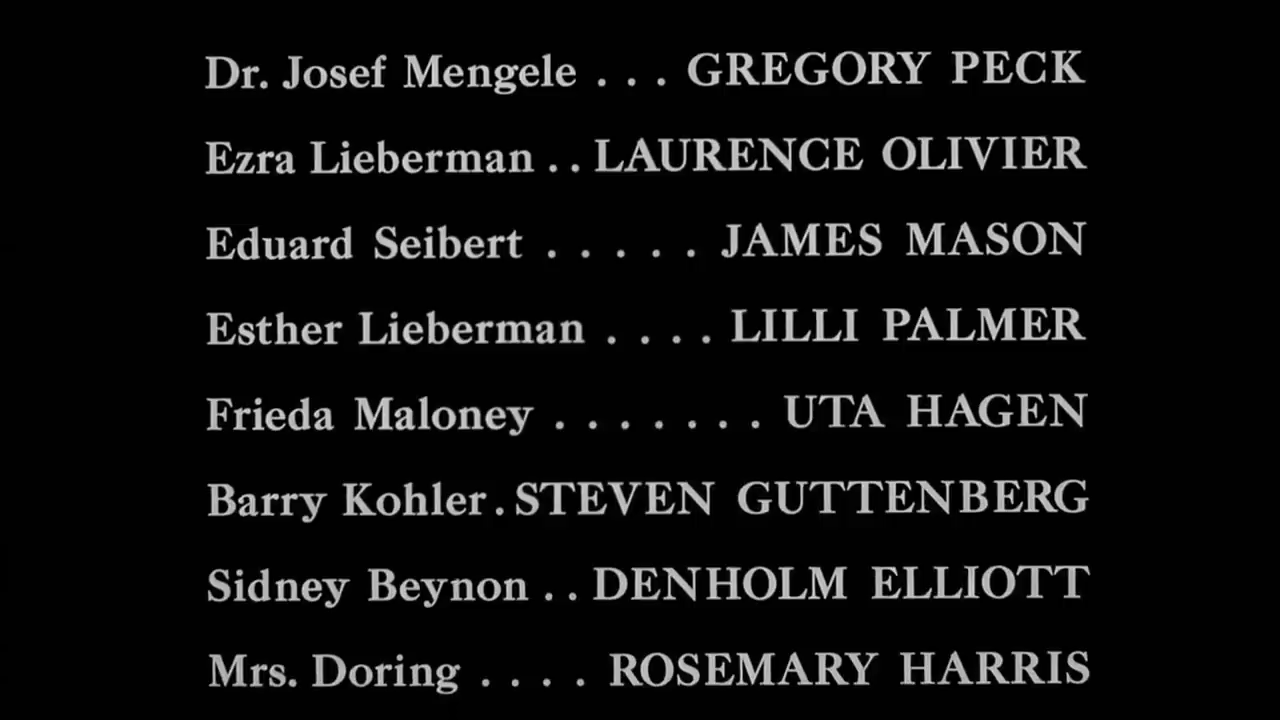 Dr. Josef Mengele . . . GREGORY PECK
Ezra Lieberman . . LAURENCE OLIVIER
Eduard Seibert . . . . . JAMES MASON
Esther Lieberman . . . . LILLI PALMER
Frieda Maloney . . . . . . . UTA HAGEN
Barry Kohler . STEVEN GUTTENBERG
Sidney Beynon . . DENHOLM ELLIOTT
Mrs. Doring . . . . ROSEMARY HARRIS